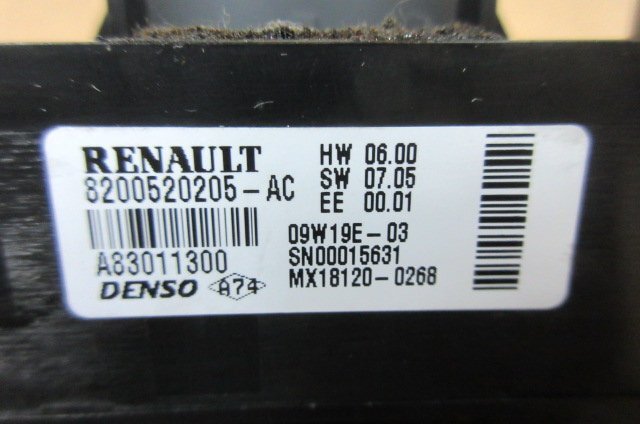 RENAULT
8200520205-AC
A83011300
DENSO A74
HW 06.00
SW 07.05
EE 00.01
09W19E-03
SN00015631
MX18120-0268